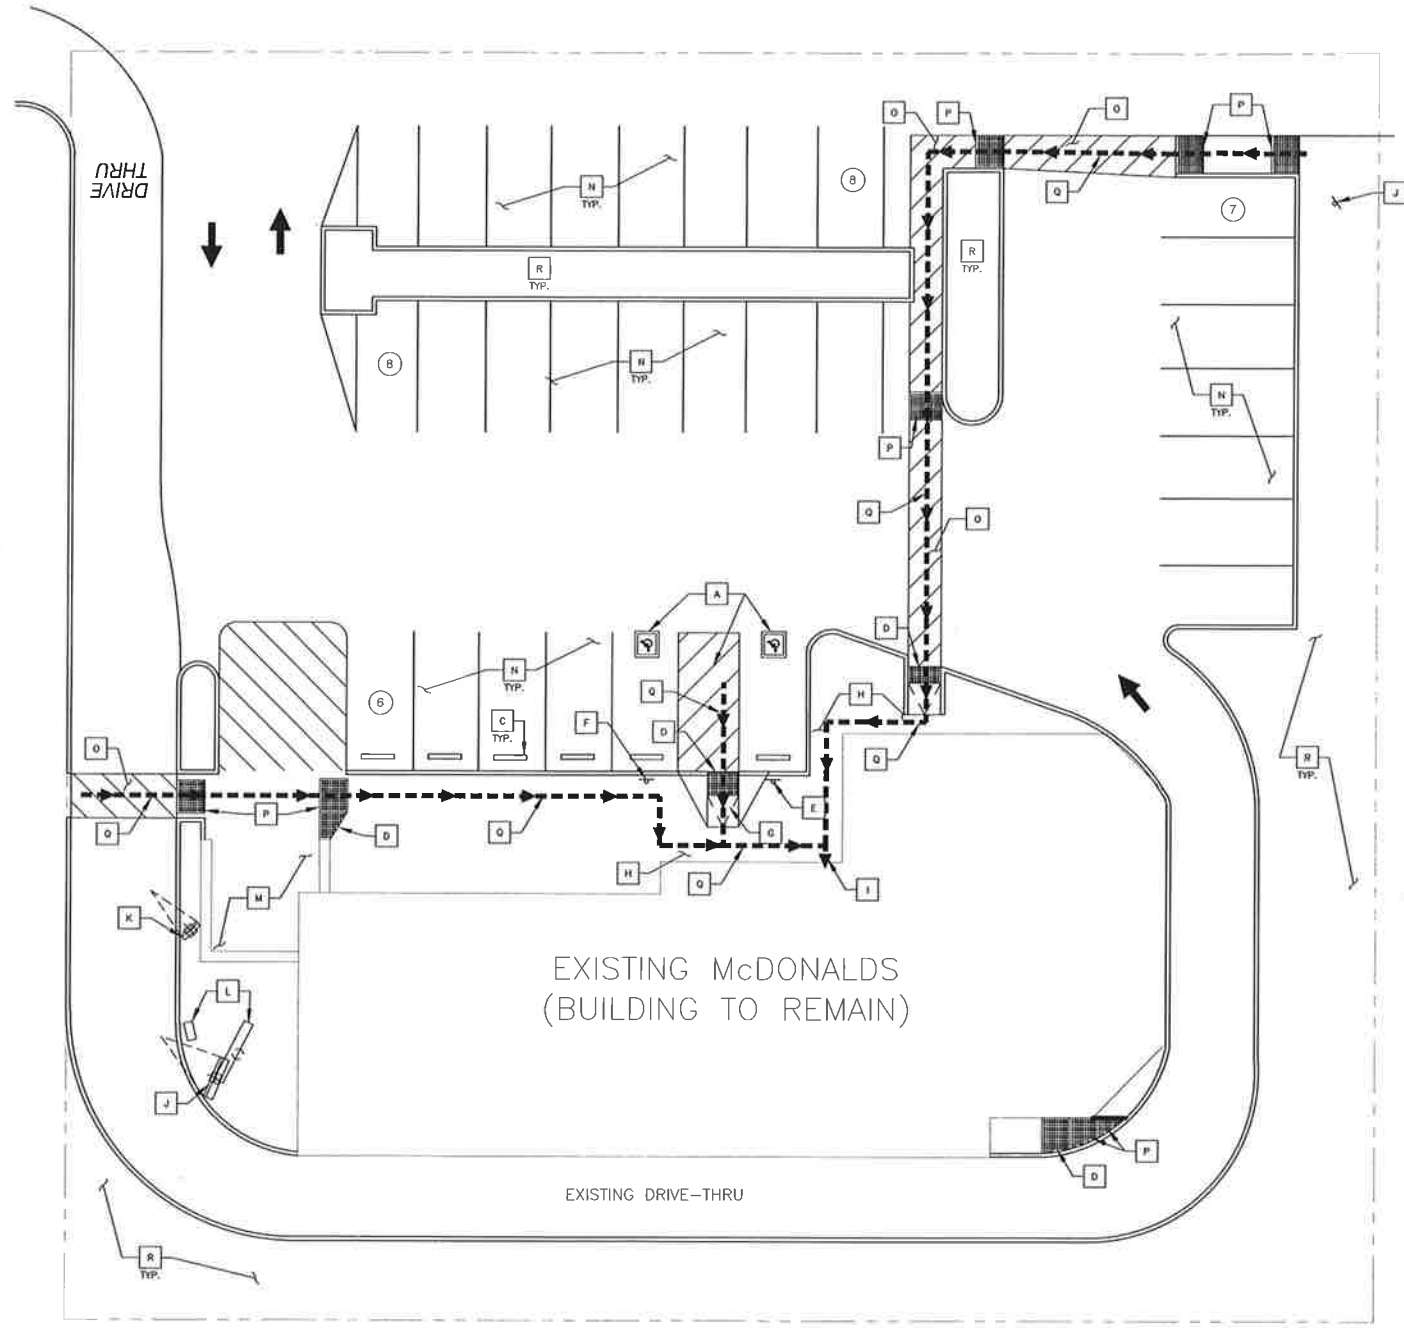 O
P
O
P
DRIVE
THRU
N
TYP.
8
Q
7
J
R
TYP.
R
TYP.
8
N
TYP.
N
TYP.
P
Q
O
A
D
N
TYP.
Q
H
6
C
TYP.
F
D
O
Q
R
TYP.
P
E
Q
D
Q
G
H
Q
I
M
K
EXISTING McDONALDS
(BUILDING TO REMAIN)
L
J
P
D
EXISTING DRIVE-THRU
R
TYP.